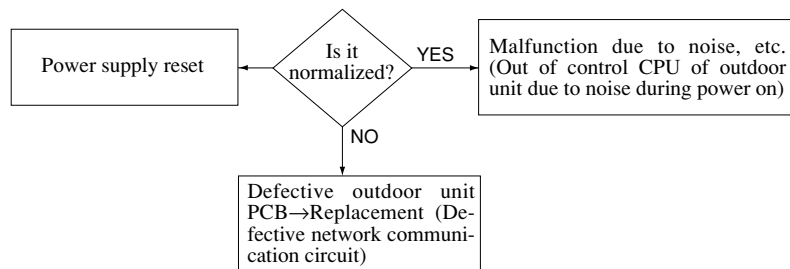 Power supply reset
Is it
normalized?
YES
Malfunction due to noise, etc.
(Out of control CPU of outdoor
unit due to noise during power on)
NO
Defective outdoor unit
PCB→Replacement (De-
fective network communi-
cation circuit)